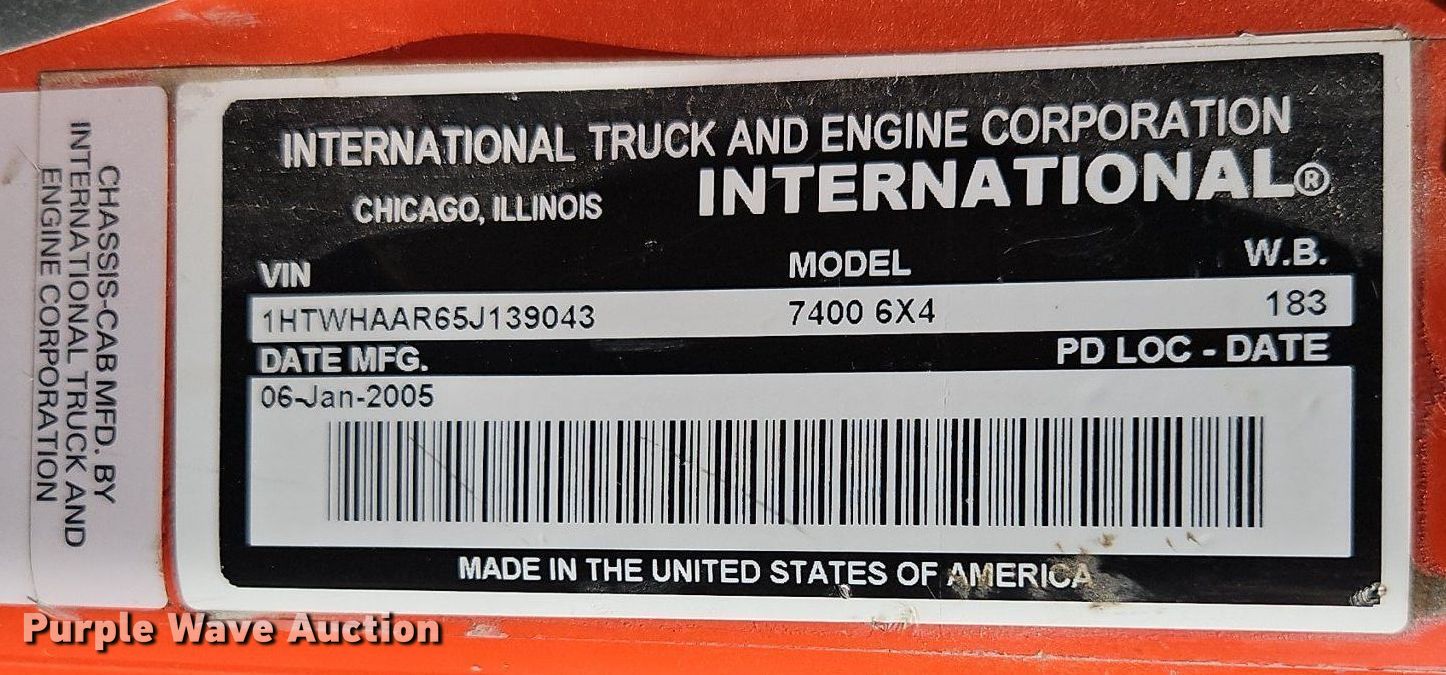 CHASSIS-CAB MFD. BY
INTERNATIONAL TRUCK AND
ENGINE CORPORATION
INTERNATIONAL TRUCK AND ENGINE CORPORATION
CHICAGO, ILLINOIS INTERNATIONAL®
VIN MODEL W.B.
1HTWHAAR65J139043 7400 6X4 183
DATE MFG. PD LOC - DATE
06-Jan-2005
MADE IN THE UNITED STATES OF AMERICA
Purple Wave Auction